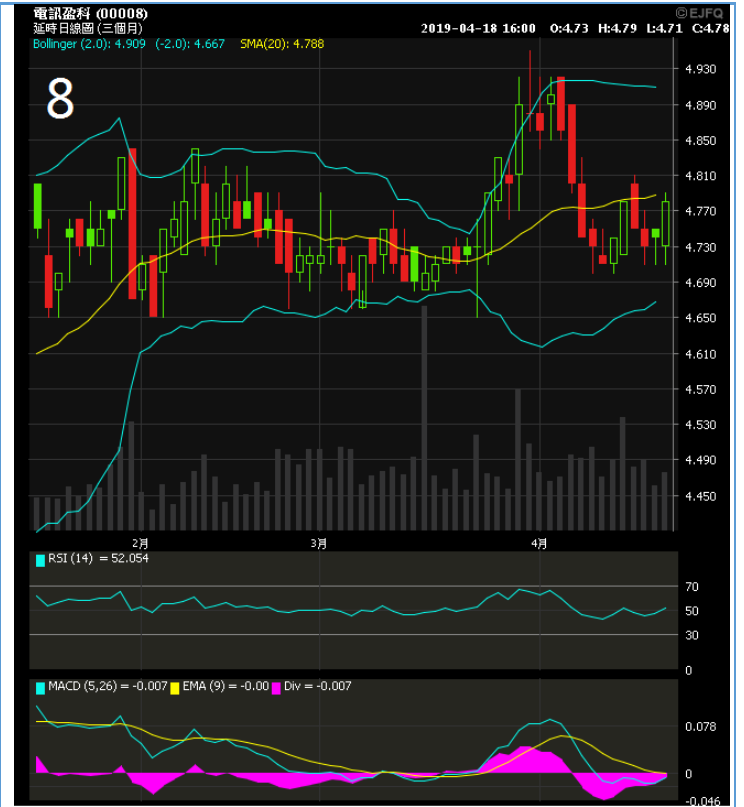 電訊盈科 (00008)
©EJFQ
延時日線圖 (三個月)
2019-04-18 16:00 O:4.73 H:4.79 L:4.71 C:4.78
Bollinger (2.0): 4.909 (-2.0): 4.667 SMA(20): 4.788
8
4.930
4.890
4.850
4.810
4.770
4.730
4.690
4.650
4.610
4.570
4.530
4.490
4.450
2月 3月 4月
RSI (14) = 52.054
70
50
30
0
MACD (5,26) = -0.007 EMA (9) = -0.00 Div = -0.007
0.078
0
-0.046